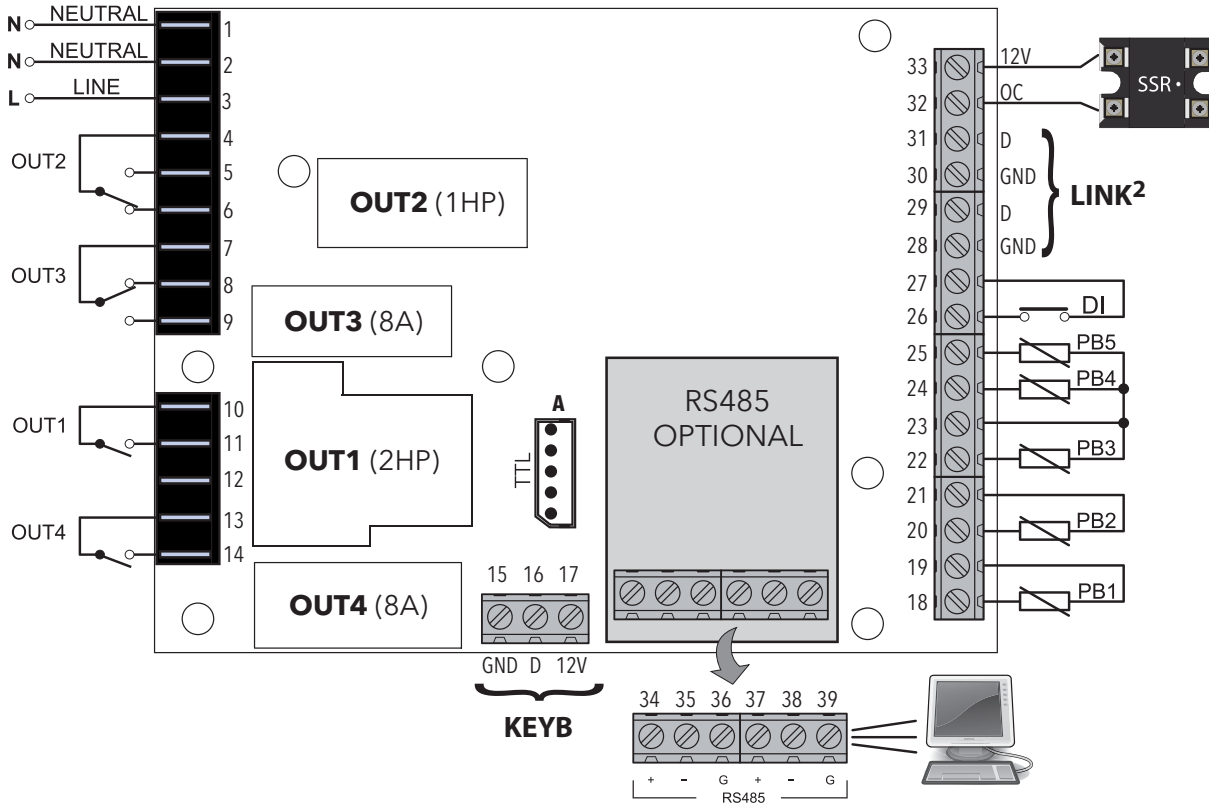 N NEUTRAL 1
N NEUTRAL 2
L LINE 3
4
OUT2 5
6
7
OUT3 8
9
10
OUT1 11
12
13
OUT4 14
OUT2 (1HP)
OUT3 (8A)
OUT1 (2HP)
OUT4 (8A)
A
TTL
RS485
OPTIONAL
15 16 17
GND D 12V
KEYB
33 12V
32 OC
31 D
30 GND
29 D
28 GND
LINK2
SSR
27
26 DI
25 PB5
24 PB4
23
22 PB3
21
20 PB2
19
18 PB1
34 35 36 37 38 39
+ - G + - G
RS485